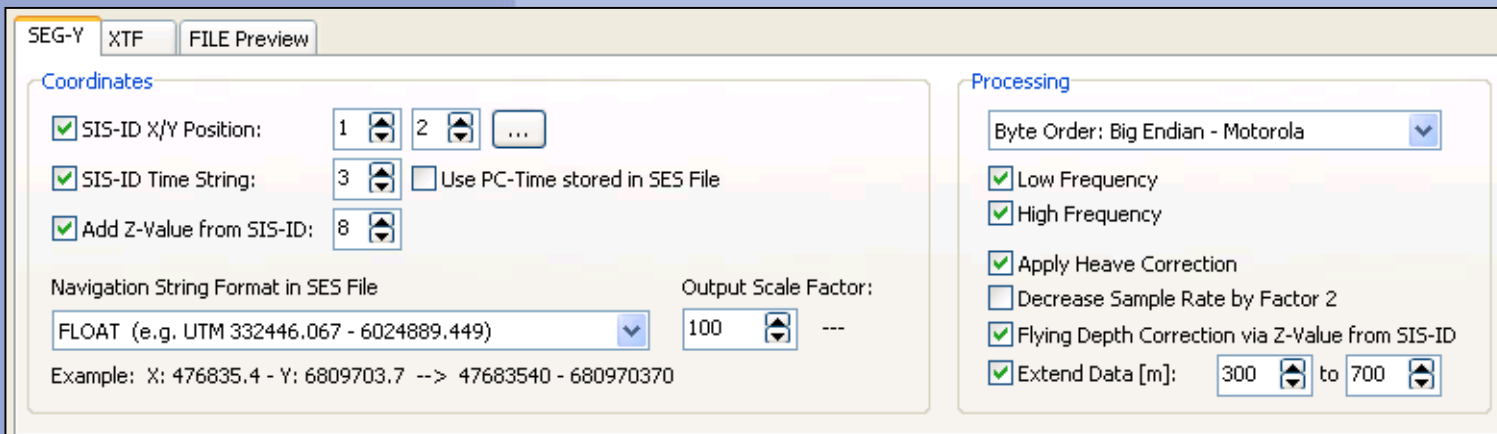 SEG-Y XTF FILE Preview
Coordinates
SIS-ID X/Y Position: 1 2 ...
SIS-ID Time String: 3 Use PC-Time stored in SES File
Add Z-Value from SIS-ID: 8
Navigation String Format in SES File Output Scale Factor:
FLOAT (e.g. UTM 332446.067 - 6024889.449) 100 ---
Example: X: 476835.4 - Y: 6809703.7 --> 47683540 - 680970370
Processing
Byte Order: Big Endian - Motorola
Low Frequency
High Frequency
Apply Heave Correction
Decrease Sample Rate by Factor 2
Flying Depth Correction via Z-Value from SIS-ID
Extend Data [m]: 300 to 700